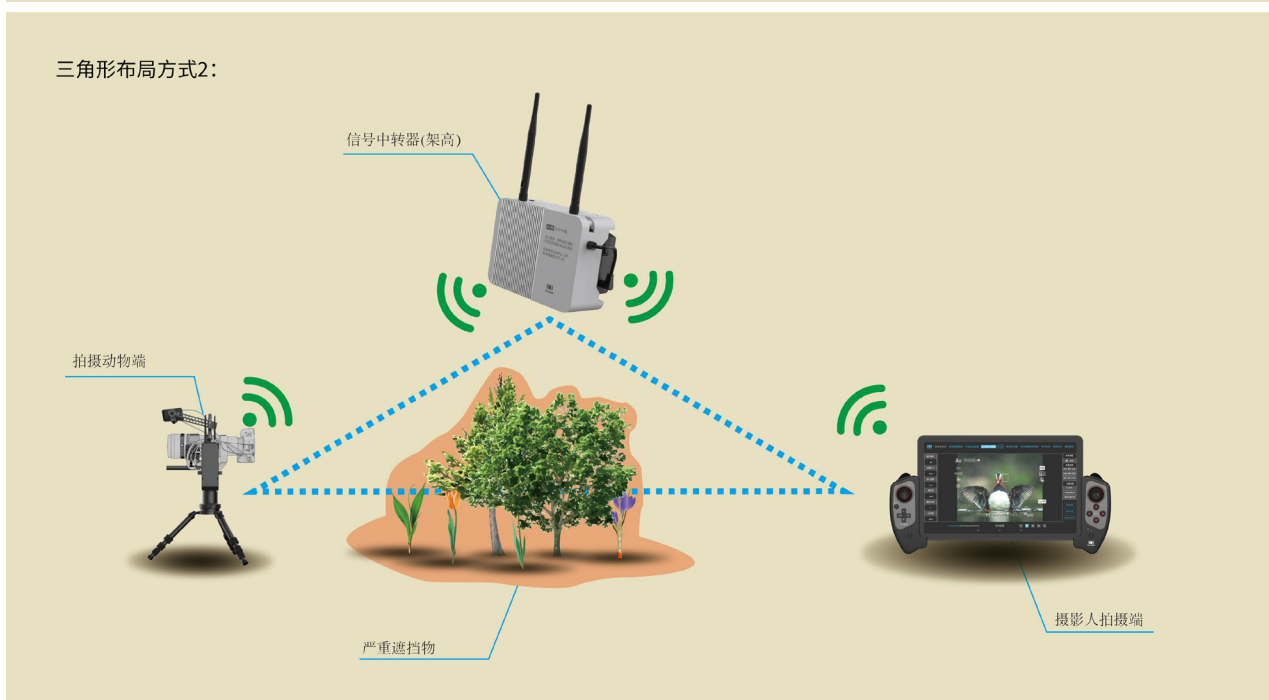 三角形布局方式2：
信号中转器(架高)
拍摄动物端
摄影人拍摄端
严重遮挡物